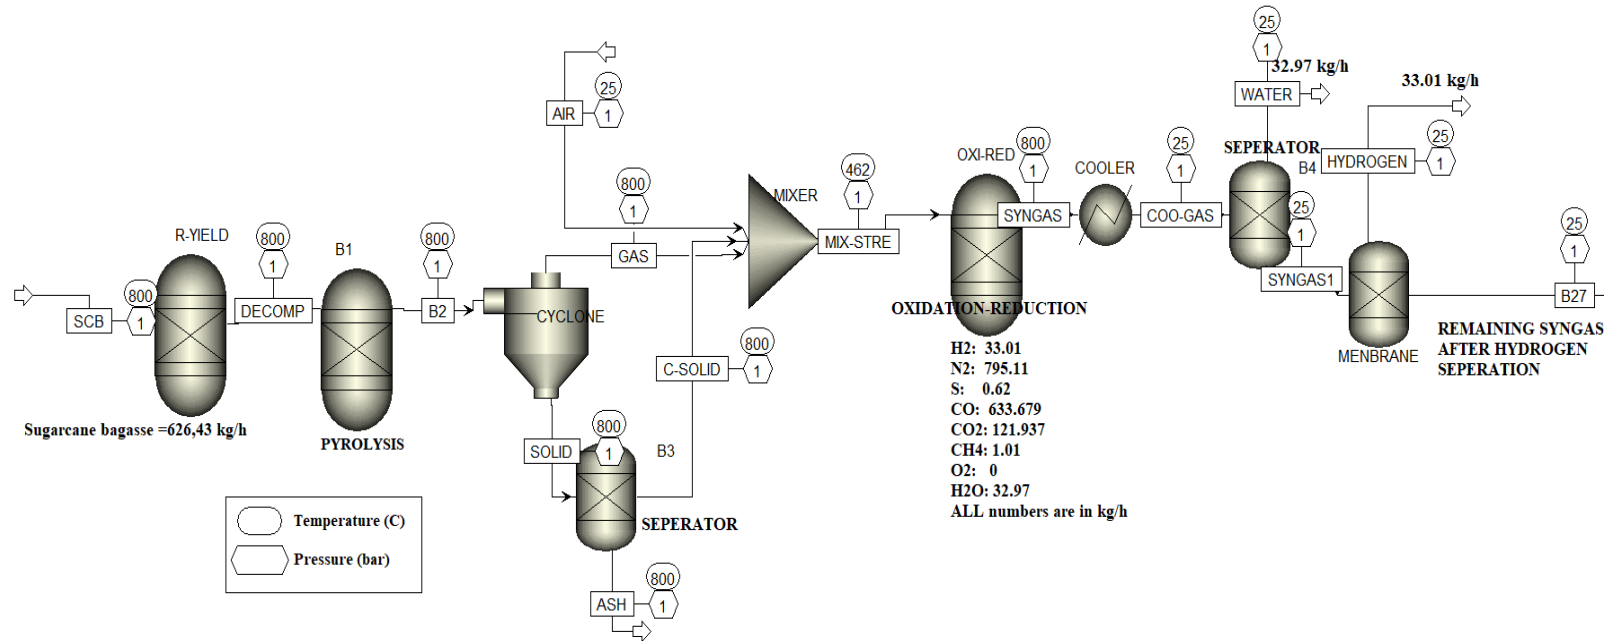 25
1
32.97 kg/h
WATER
33.01 kg/h
25
1
AIR
SEPERATOR
B4
HYDROGEN
25
1
OXI-RED
800
1
COOLER
25
1
SYNGAS
COO-GAS
462
1
MIXER
MIX-STRE
800
1
GAS
R-YIELD
800
1
B1
800
1
DECOMP
B2
SCB
800
1
CYCLONE
25
1
SYNGAS1
25
1
B27
MENBRANE
REMAINING SYNGAS
AFTER HYDROGEN
SEPERATION
OXIDATION-REDUCTION
H2: 33.01
N2: 795.11
S: 0.62
CO: 633.679
CO2: 121.937
CH4: 1.01
O2: 0
H2O: 32.97
ALL numbers are in kg/h
C-SOLID
800
1
Sugarcane bagasse =626,43 kg/h
PYROLYSIS
SOLID
800
1
B3
SEPERATOR
ASH
800
1
Temperature (C)
Pressure (bar)